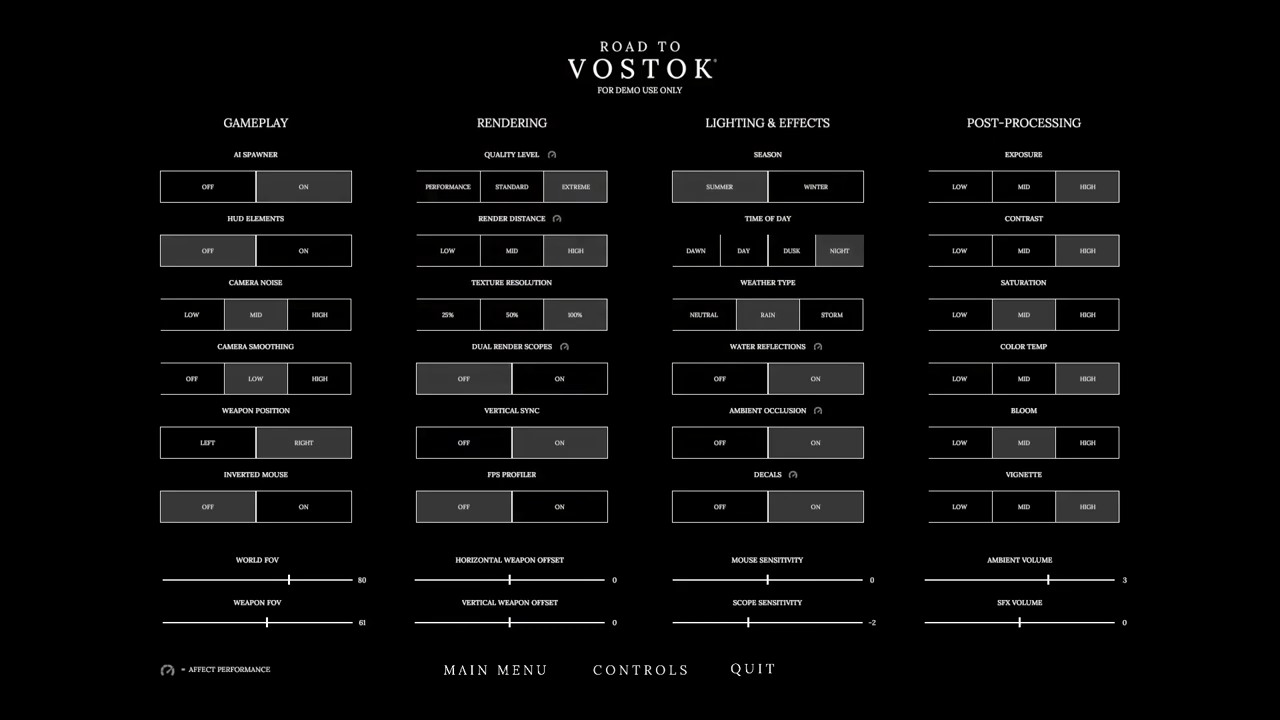 ROAD TO
VOSTOK
FOR DEMO USE ONLY
GAMEPLAY
AI SPAWNER
OFF ON
HUD ELEMENTS
OFF ON
CAMERA NOISE
LOW MID HIGH
CAMERA SMOOTHING
OFF LOW HIGH
WEAPON POSITION
LEFT RIGHT
INVERTED MOUSE
OFF ON
WORLD FOV
80
WEAPON FOV
61
RENDERING
QUALITY LEVEL
PERFORMANCE STANDARD EXTREME
RENDER DISTANCE
LOW MID HIGH
TEXTURE RESOLUTION
25% 50% 100%
DUAL RENDER SCOPES
OFF ON
VERTICAL SYNC
OFF ON
FPS PROFILER
OFF ON
HORIZONTAL WEAPON OFFSET
0
VERTICAL WEAPON OFFSET
0
LIGHTING & EFFECTS
SEASON
SUMMER WINTER
TIME OF DAY
DAWN DAY DUSK NIGHT
WEATHER TYPE
NEUTRAL RAIN STORM
WATER REFLECTIONS
OFF ON
AMBIENT OCCLUSION
OFF ON
DECALS
OFF ON
MOUSE SENSITIVITY
0
SCOPE SENSITIVITY
-2
POST-PROCESSING
EXPOSURE
LOW MID HIGH
CONTRAST
LOW MID HIGH
SATURATION
LOW MID HIGH
COLOR TEMP
LOW MID HIGH
BLOOM
LOW MID HIGH
VIGNETTE
LOW MID HIGH
AMBIENT VOLUME
3
SFX VOLUME
0
= AFFECT PERFORMANCE
MAIN MENU CONTROLS QUIT